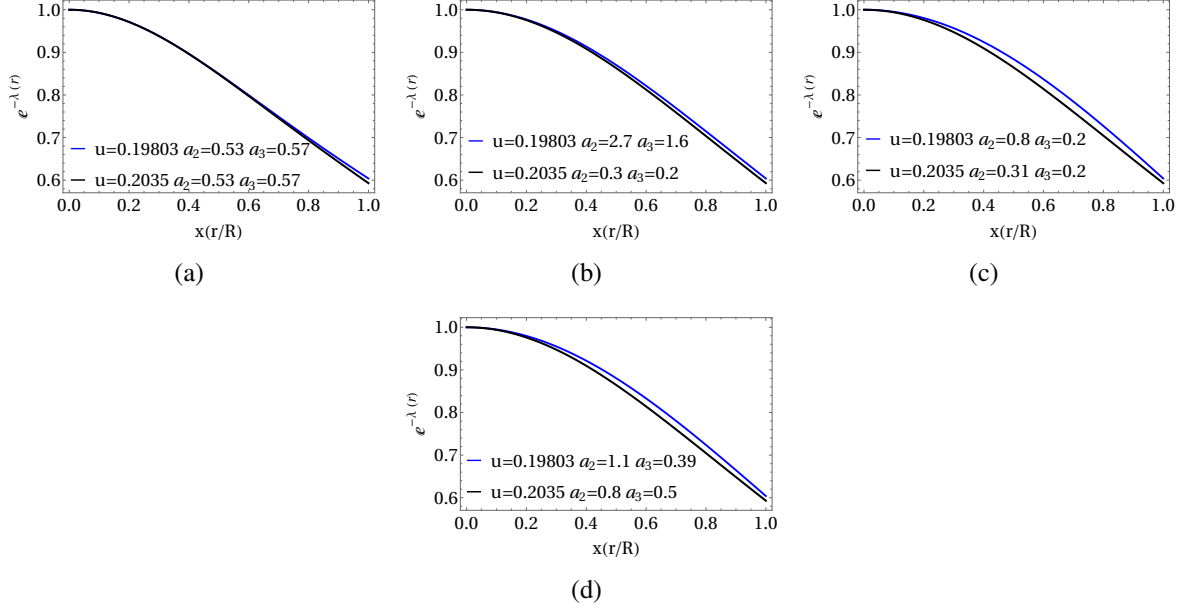 1.0
0.9
0.8
0.7
0.6
e^{-λ(r)}
u=0.19803 a₂=0.53 a₃=0.57
u=0.2035 a₂=0.53 a₃=0.57
0.0 0.2 0.4 0.6 0.8 1.0
x(r/R)
(a)
1.0
0.9
0.8
0.7
0.6
e^{-λ(r)}
u=0.19803 a₂=2.7 a₃=1.6
u=0.2035 a₂=0.3 a₃=0.2
0.0 0.2 0.4 0.6 0.8 1.0
x(r/R)
(b)
1.0
0.9
0.8
0.7
0.6
e^{-λ(r)}
u=0.19803 a₂=0.8 a₃=0.2
u=0.2035 a₂=0.31 a₃=0.2
0.0 0.2 0.4 0.6 0.8 1.0
x(r/R)
(c)
1.0
0.9
0.8
0.7
0.6
e^{-λ(r)}
u=0.19803 a₂=1.1 a₃=0.39
u=0.2035 a₂=0.8 a₃=0.5
0.0 0.2 0.4 0.6 0.8 1.0
x(r/R)
(d)